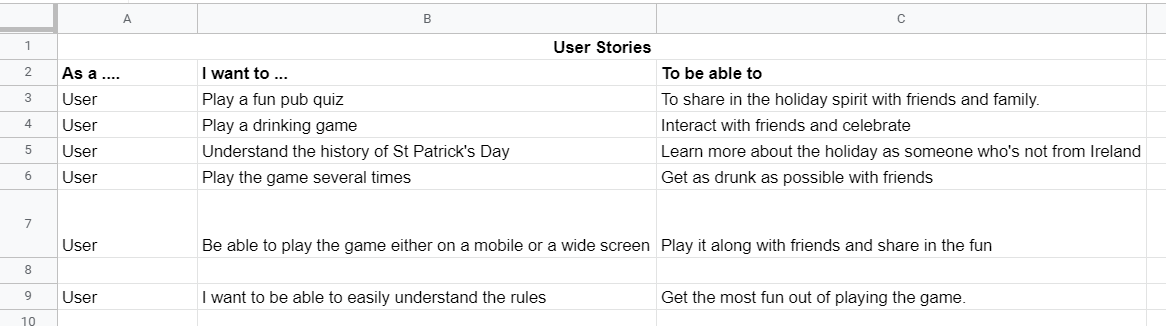 A B C
1 User Stories
2 As a .... I want to ... To be able to
3 User Play a fun pub quiz To share in the holiday spirit with friends and family.
4 User Play a drinking game Interact with friends and celebrate
5 User Understand the history of St Patrick's Day Learn more about the holiday as someone who's not from Ireland
6 User Play the game several times Get as drunk as possible with friends
7 User Be able to play the game either on a mobile or a wide screen Play it along with friends and share in the fun
8
9 User I want to be able to easily understand the rules Get the most fun out of playing the game.
10